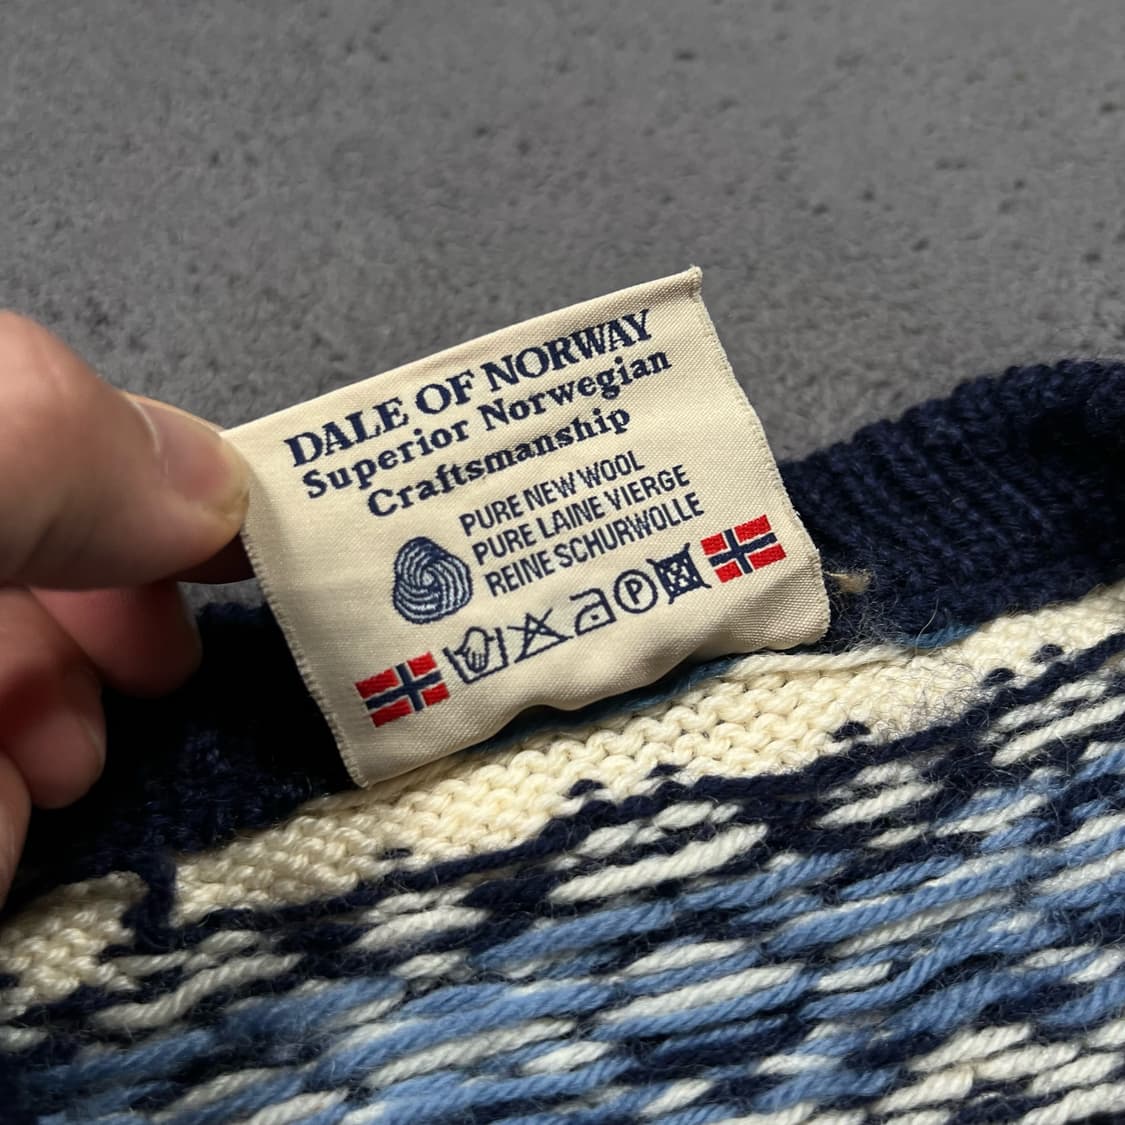 DALE OF NORWAY
Superior Norwegian
Craftsmanship
PURE NEW WOOL
PURE LAINE VIERGE
REINE SCHURWOLLE
P